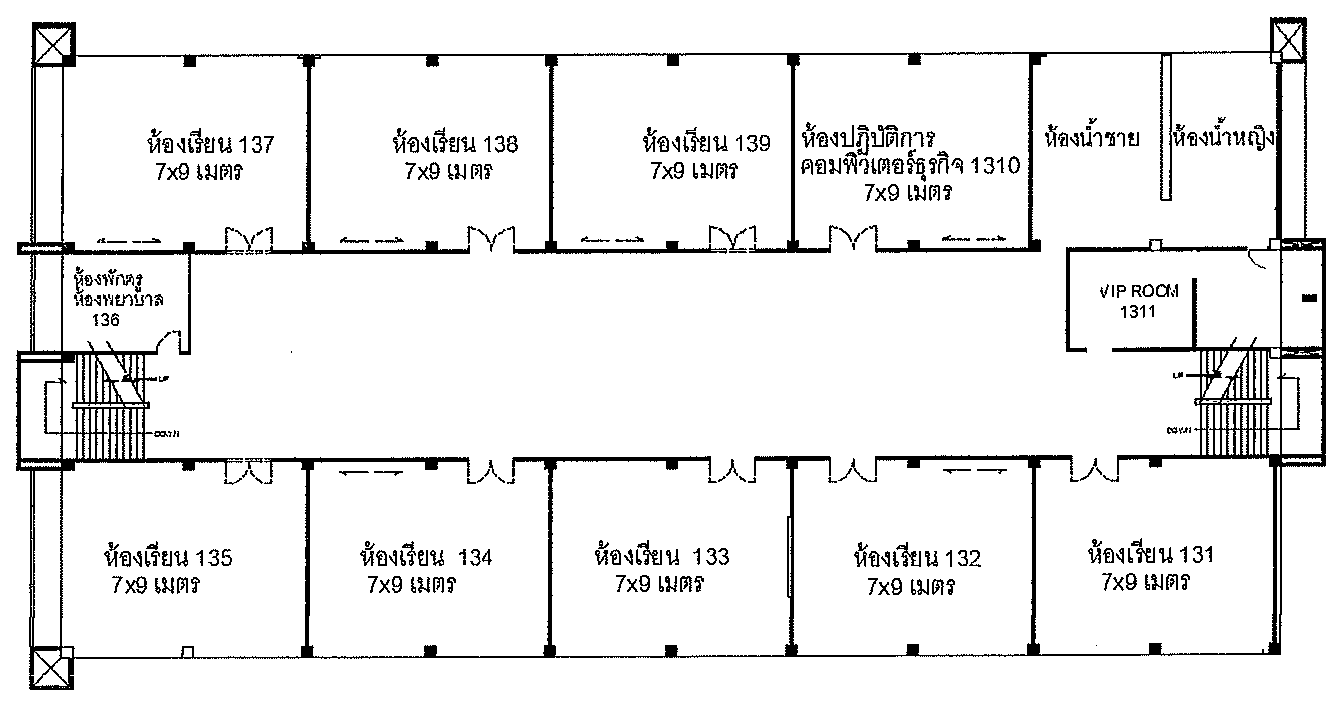 ห้องเรียน 137
7x9 เมตร
ห้องเรียน 138
7x9 เมตร
ห้องเรียน 139
7x9 เมตร
ห้องปฏิบัติการ
คอมพิวเตอร์ธุรกิจ 1310
7x9 เมตร
ห้องน้ำชาย
ห้องน้ำหญิง
ห้องพักครู
ห้องพยาบาล
136
VIP ROOM
1311
UP
DOWN
UP
DOWN
ห้องเรียน 135
7x9 เมตร
ห้องเรียน 134
7x9 เมตร
ห้องเรียน 133
7x9 เมตร
ห้องเรียน 132
7x9 เมตร
ห้องเรียน 131
7x9 เมตร